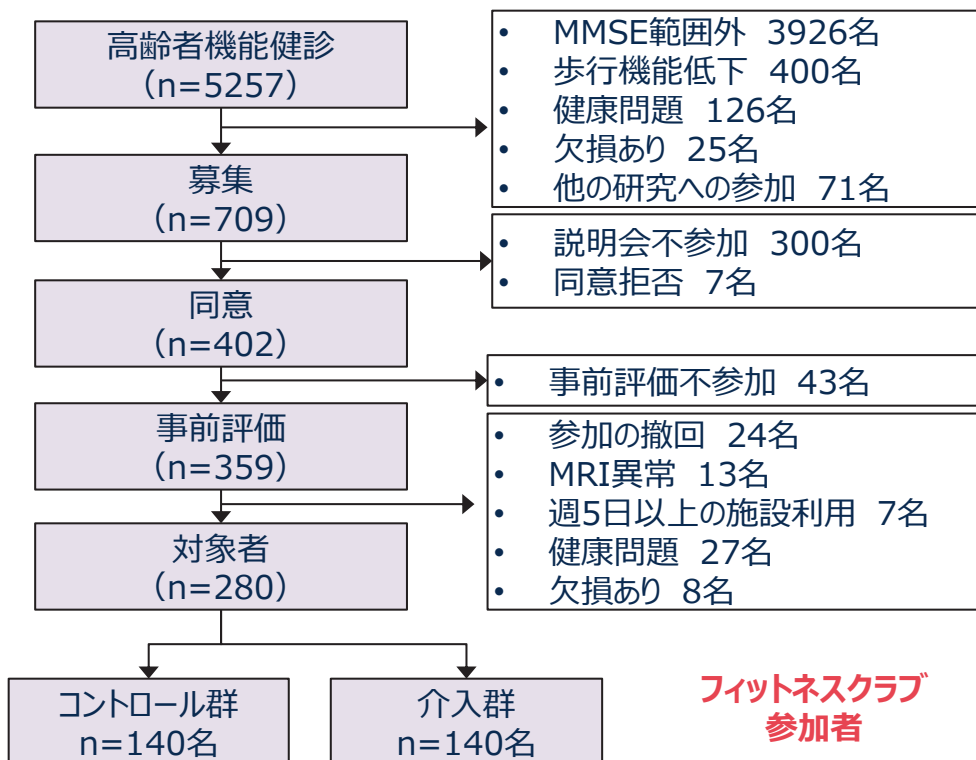 高齢者機能健診
（n=5257）
• MMSE範囲外 3926名
• 歩行機能低下 400名
• 健康問題 126名
• 欠損あり 25名
• 他の研究への参加 71名
募集
（n=709）
• 説明会不参加 300名
• 同意拒否 7名
同意
（n=402）
• 事前評価不参加 43名
事前評価
（n=359）
• 参加の撤回 24名
• MRI異常 13名
• 週5日以上の施設利用 7名
• 健康問題 27名
• 欠損あり 8名
対象者
（n=280）
コントロール群
n=140名
介入群
n=140名
フィットネスクラブ
参加者